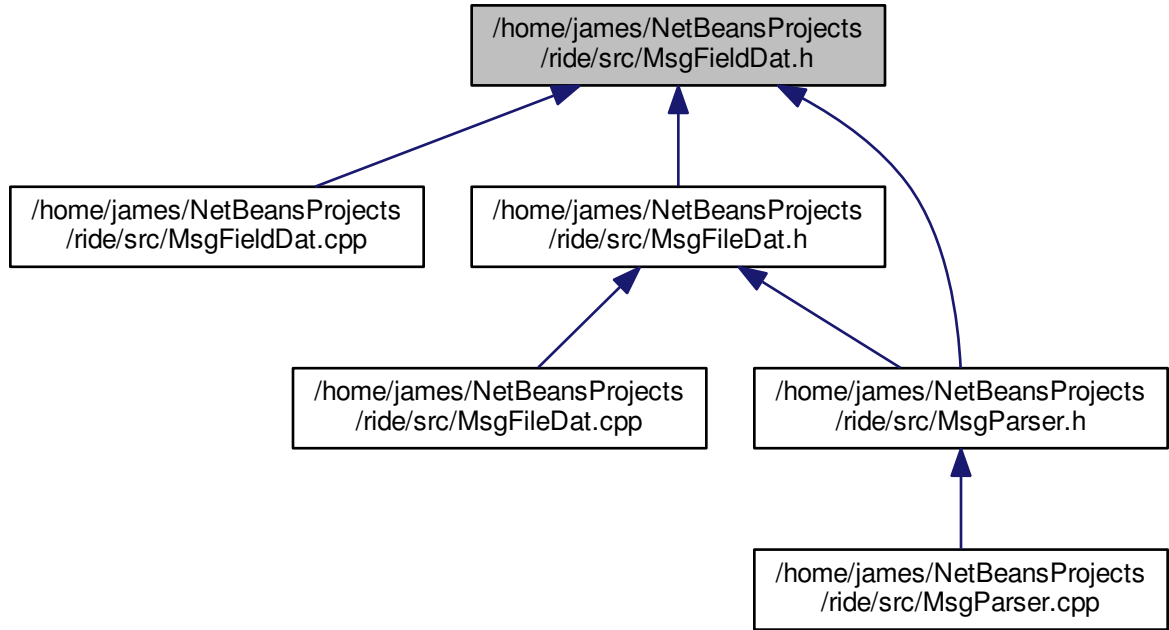 /home/james/NetBeansProjects
/ride/src/MsgFieldDat.h
/home/james/NetBeansProjects
/ride/src/MsgFieldDat.cpp
/home/james/NetBeansProjects
/ride/src/MsgFileDat.h
/home/james/NetBeansProjects
/ride/src/MsgFileDat.cpp
/home/james/NetBeansProjects
/ride/src/MsgParser.h
/home/james/NetBeansProjects
/ride/src/MsgParser.cpp